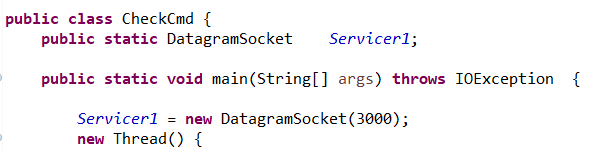 public class CheckCmd {
public static DatagramSocket Servicer1;
public static void main(String[] args) throws IOException {
Servicer1 = new DatagramSocket(3000);
new Thread() {